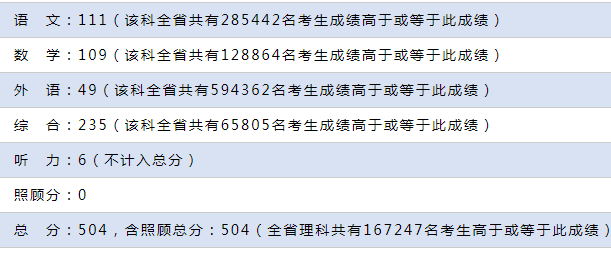 语　文：111（该科全省共有285442名考生成绩高于或等于此成绩）
数　学：109（该科全省共有128864名考生成绩高于或等于此成绩）
外　语：49（该科全省共有594362名考生成绩高于或等于此成绩）
综　合：235（该科全省共有65805名考生成绩高于或等于此成绩）
听　力：6（不计入总分）
照顾分：0
总　分：504，含照顾总分：504（全省理科共有167247名考生高于或等于此成绩）